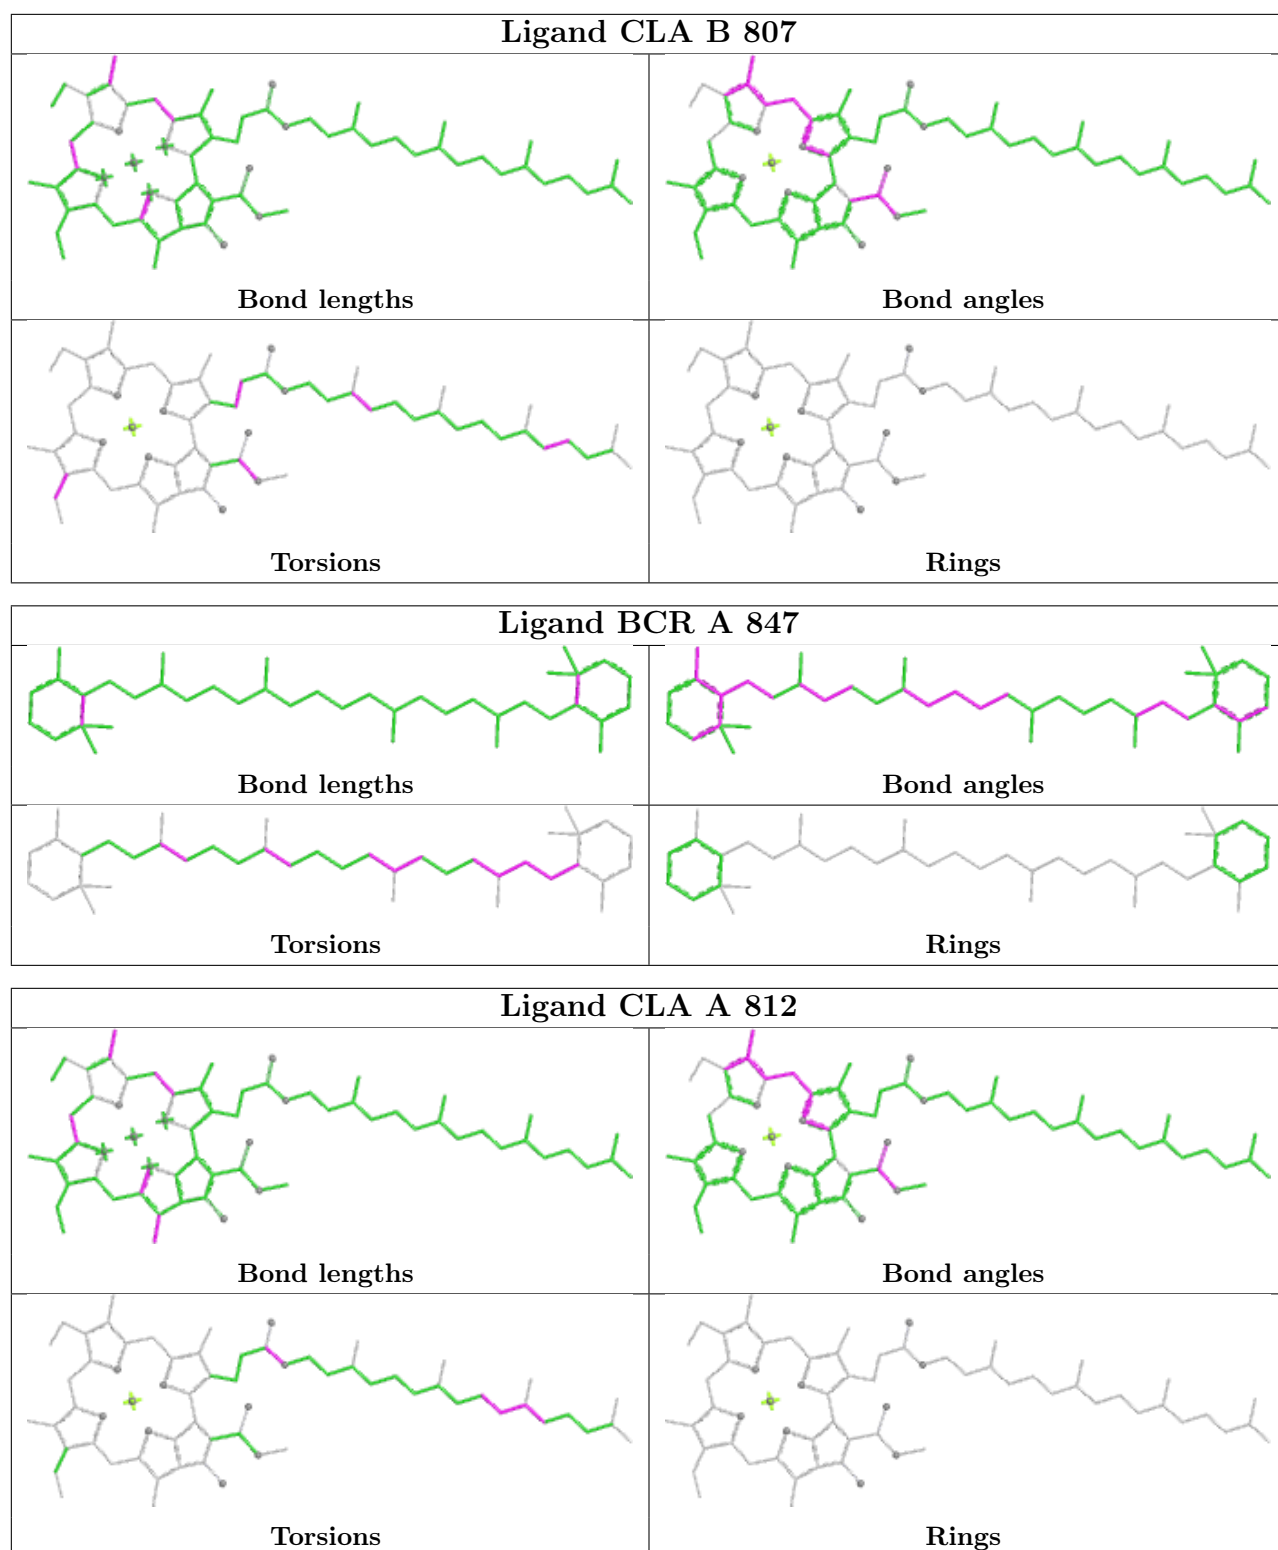 Ligand CLA B 807
Bond lengths
Bond angles
Torsions
Rings
Ligand BCR A 847
Bond lengths
Bond angles
Torsions
Rings
Ligand CLA A 812
Bond lengths
Bond angles
Torsions
Rings